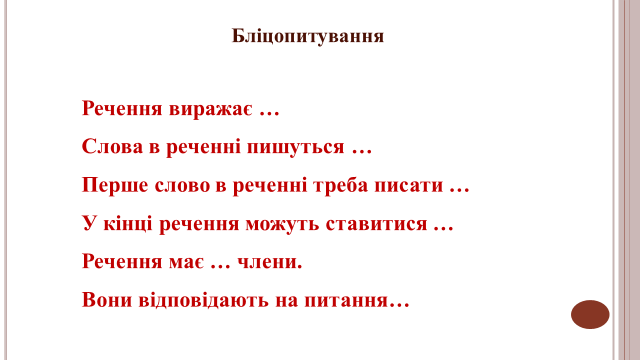 Бліцопитування
Речення виражає …
Слова в реченні пишуться …
Перше слово в реченні треба писати …
У кінці речення можуть ставитися …
Речення має … члени.
Вони відповідають на питання…